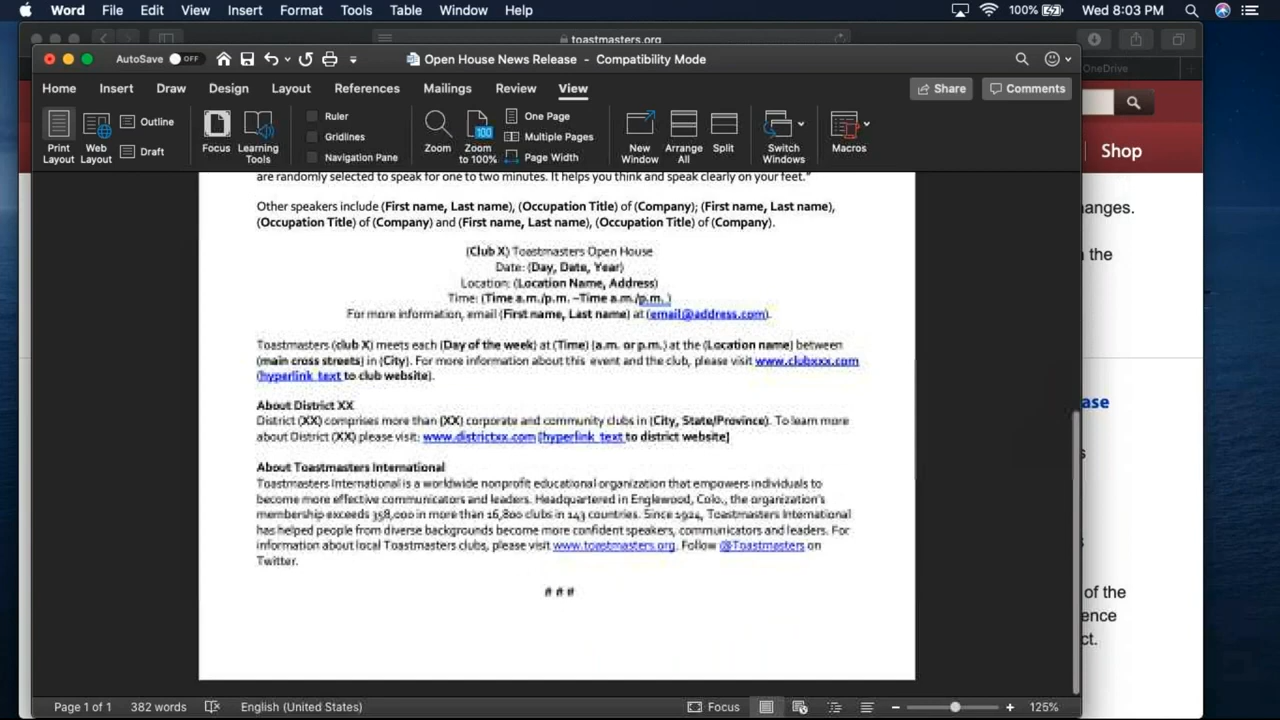 Word File Edit View Insert Format Tools Table Window Help 100% Wed 8:03 PM
toastmasters.org
AutoSave OFF Open House News Release - Compatibility Mode
OneDrive
Home Insert Draw Design Layout References Mailings Review View Share Comments
Print Layout
Web Layout
Outline
Draft
Focus
Learning Tools
Ruler
Gridlines
Navigation Pane
Zoom
Zoom to 100%
100
One Page
Multiple Pages
Page Width
New Window
Arrange All
Split
Switch Windows
Macros
Shop
are randomly selected to speak for one to two minutes. It helps you think and speak clearly on your feet."
Other speakers include (First name, Last name), (Occupation Title) of (Company); (First name, Last name),
(Occupation Title) of (Company) and (First name, Last name), (Occupation Title) of (Company).
(Club X) Toastmasters Open House
Date: (Day, Date, Year)
Location: (Location Name, Address)
Time: (Time a.m./p.m. –Time a.m./p.m. )
For more information, email (First name, Last name) at (email@address.com).
Toastmasters (club X) meets each (Day of the week) at (Time) (a.m. or p.m.) at the (Location name) between
(main cross streets) in (City). For more information about this event and the club, please visit www.clubxxx.com
(hyperlink text to club website).
About District XX
District (XX) comprises more than (XX) corporate and community clubs in (City, State/Province). To learn more
about District (XX) please visit: www.districtxx.com [hyperlink text to district website]
About Toastmasters International
Toastmasters International is a worldwide nonprofit educational organization that empowers individuals to
become more effective communicators and leaders. Headquartered in Englewood, Colo., the organization's
membership exceeds 358,000 in more than 16,800 clubs in 143 countries. Since 1924, Toastmasters International
has helped people from diverse backgrounds become more confident speakers, communicators and leaders. For
information about local Toastmasters clubs, please visit www.toastmasters.org. Follow @Toastmasters on
Twitter.
# # #
anges.
the
ase
s
s
of the
ence
ct.
Page 1 of 1 382 words English (United States) Focus 125%